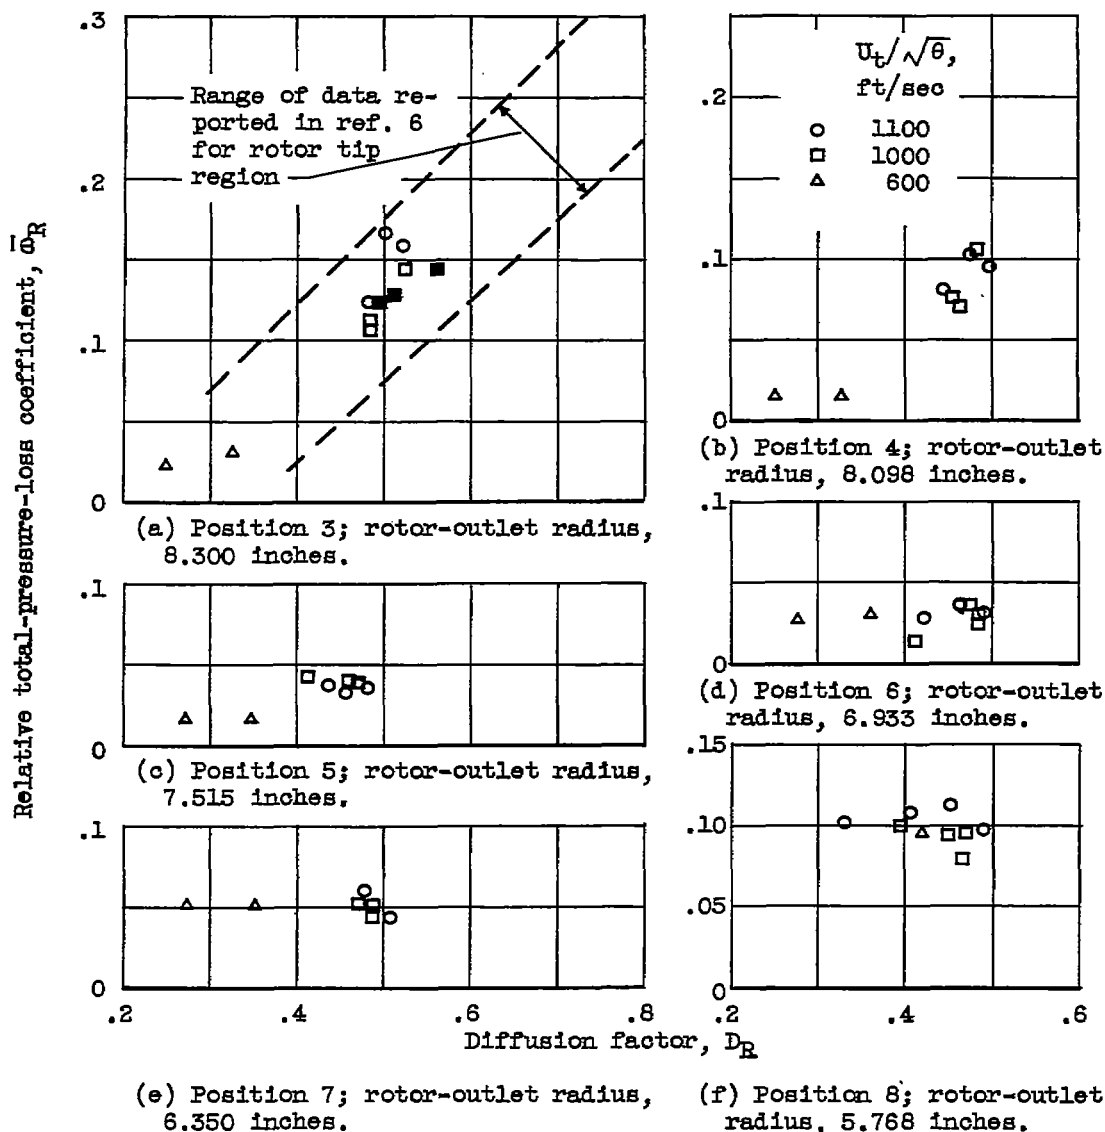 Relative total-pressure-loss coefficient, ω̄_R
.3
.2
.1
0
Range of data re-
ported in ref. 6
for rotor tip
region
(a) Position 3; rotor-outlet radius,
8.300 inches.
U_t/√θ,
ft/sec
1100
1000
600
.2
.1
0
(b) Position 4; rotor-outlet
radius, 8.098 inches.
.1
0
(c) Position 5; rotor-outlet radius,
7.515 inches.
.1
0
(d) Position 6; rotor-outlet
radius, 6.933 inches.
.1
0
.2 .4 .6 .8
.15
.10
.05
0
.2 .4 .6
Diffusion factor, D_R
(e) Position 7; rotor-outlet radius,
6.350 inches.
(f) Position 8; rotor-outlet
radius, 5.768 inches.